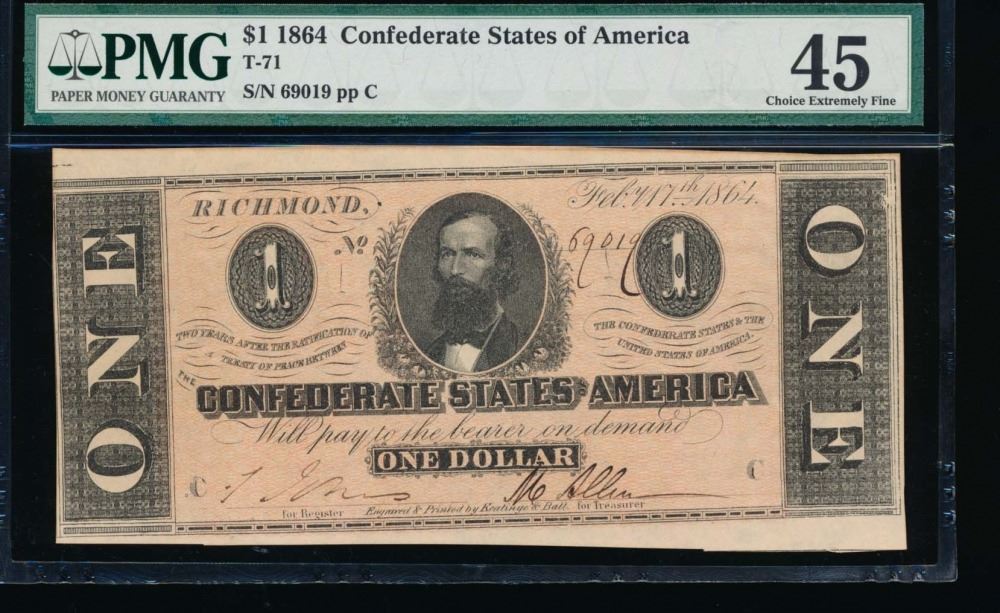 PMG
PAPER MONEY GUARANTY
$1 1864 Confederate States of America
T-71
S/N 69019 pp C
45
Choice Extremely Fine
ONE
RICHMOND,
Feby. 17th 1864.
No
69019
1
1
TWO YEARS AFTER THE RATIFICATION OF
A TREATY OF PEACE BETWEEN
THE CONFEDERATE STATES & THE
UNITED STATES OF AMERICA.
THE
CONFEDERATE STATES OF AMERICA
Will pay to the bearer on demand
ONE DOLLAR
C
C
for Register
Engraved & Printed by Keatinge & Ball.
for Treasurer
ONE